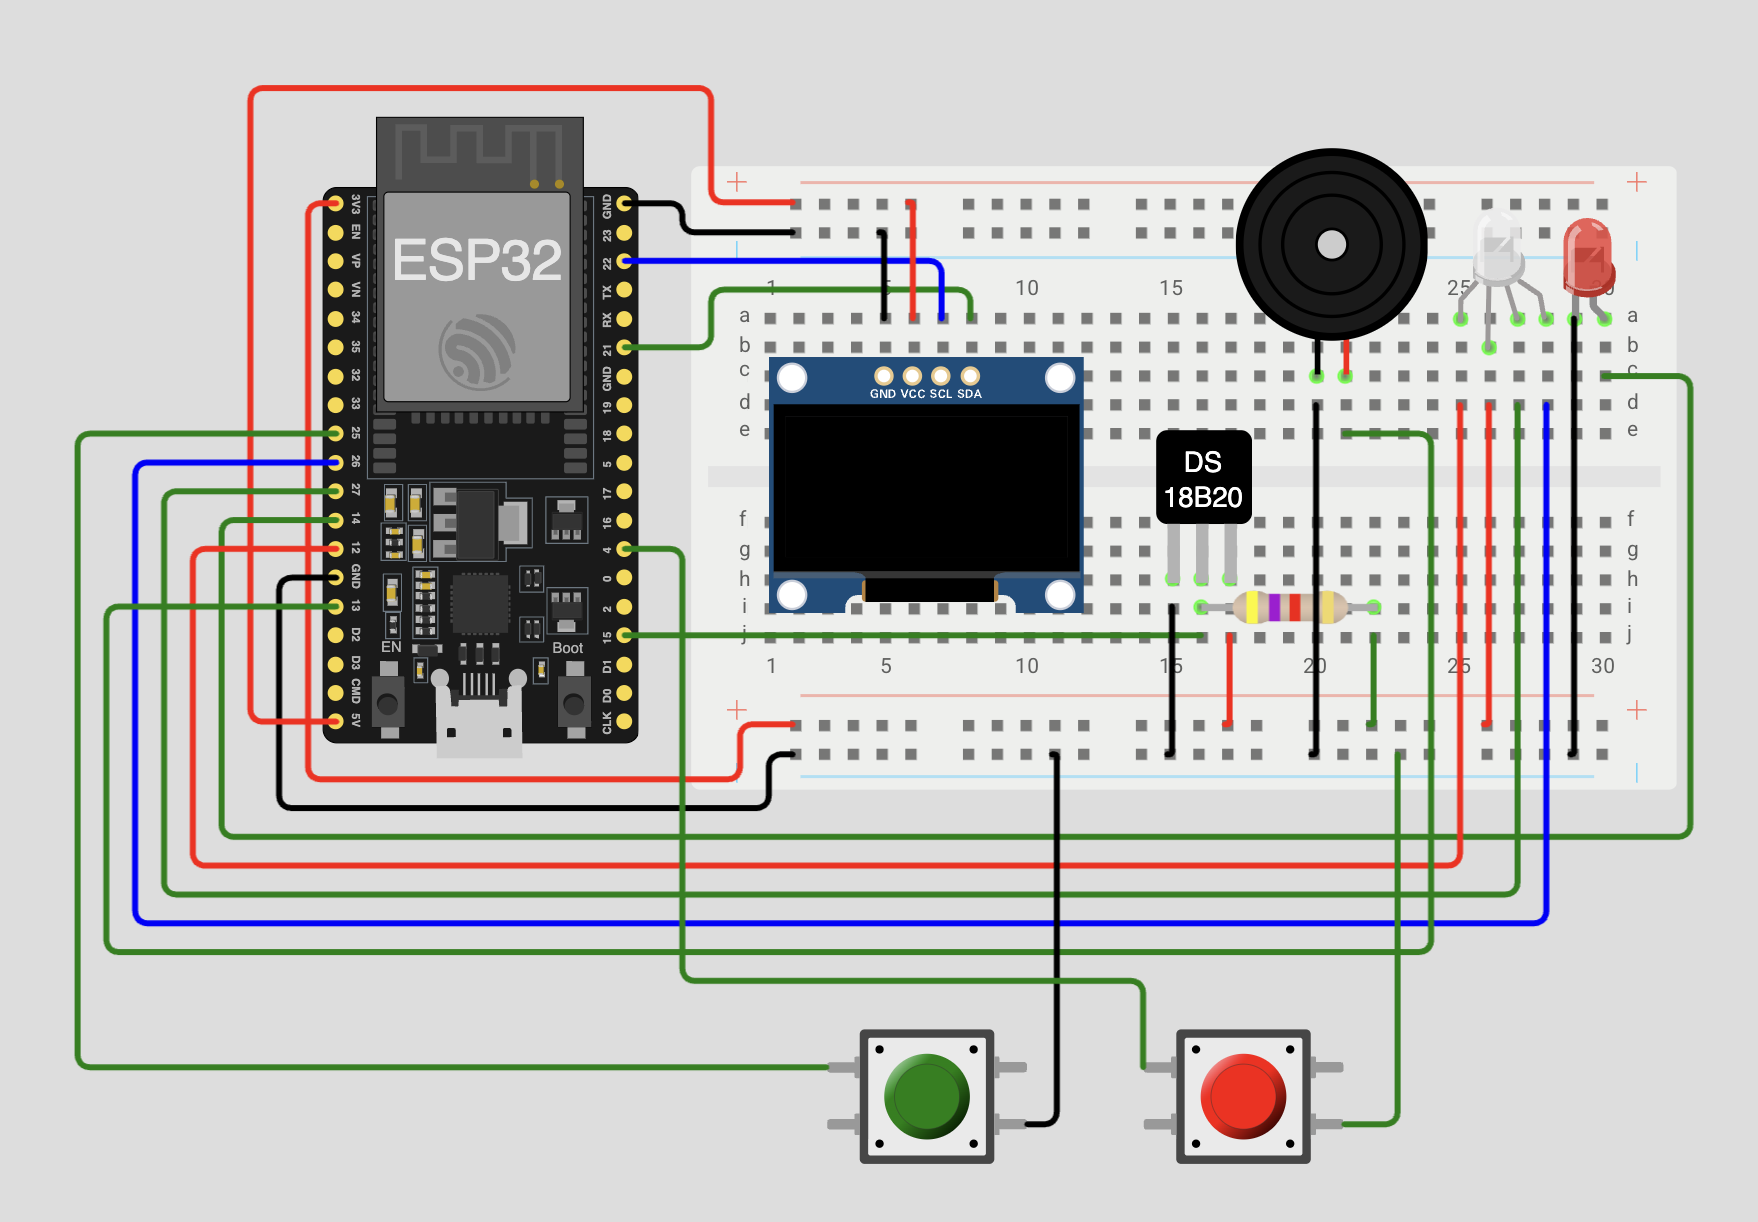 ESP32
3V3
EN
VP
VN
34
35
32
33
25
26
27
14
12
GND
13
D2
D3
CMD
5V
GND
23
22
TX
RX
21
GND
19
18
5
17
16
4
0
2
15
D1
D0
CLK
EN
Boot
1 5 10 15 25 30
a a
b b
c c
d d
e e
GND VCC SCL SDA
DS
18B20
f f
g g
h h
i i
j j
1 5 10 15 20 25 30